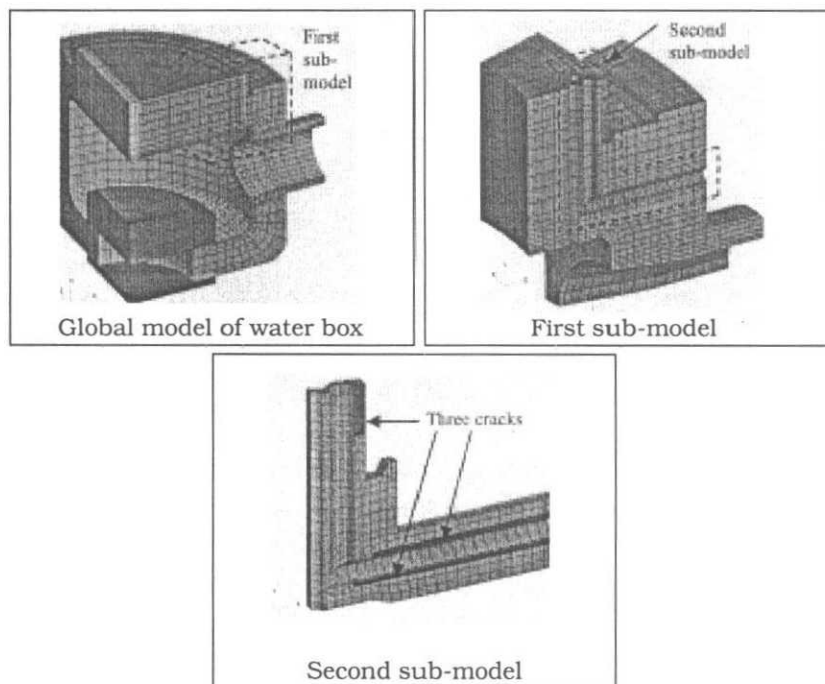 First
sub-
model
Global model of water box
Second
sub-model
First sub-model
Three cracks
Second sub-model